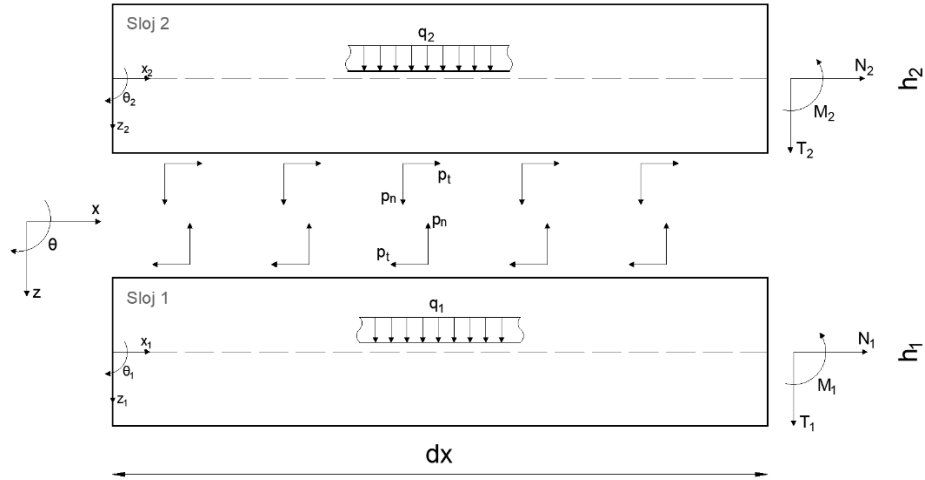 Sloj 2
q₂
x₂
θ₂
z₂
N₂
M₂
T₂
h₂
pₜ
pₙ
x
θ
z
pₙ
pₜ
Sloj 1
q₁
x₁
θ₁
z₁
N₁
M₁
T₁
h₁
dx